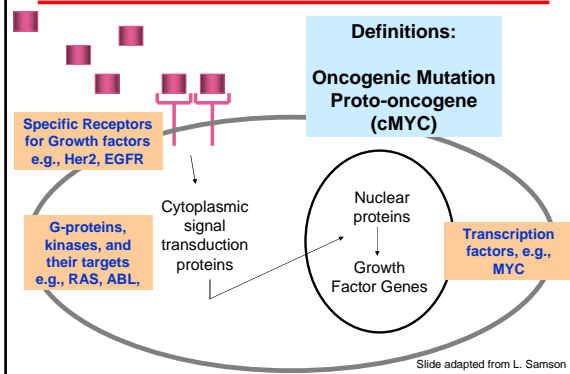 Definitions:
Oncogenic Mutation
Proto-oncogene
(cMYC)
Specific Receptors
for Growth factors
e.g., Her2, EGFR
G-proteins,
kinases, and
their targets
e.g., RAS, ABL,
Cytoplasmic
signal
transduction
proteins
Nuclear
proteins
Growth
Factor Genes
Transcription
factors, e.g.,
MYC
Slide adapted from L. Samson